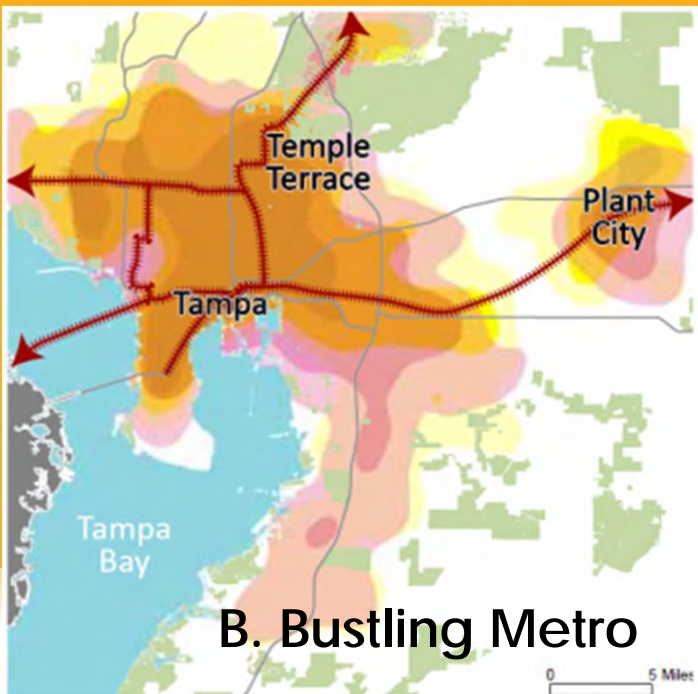 Temple
Terrace
Plant
City
Tampa
Tampa
Bay
B. Bustling Metro
0 5 Miles